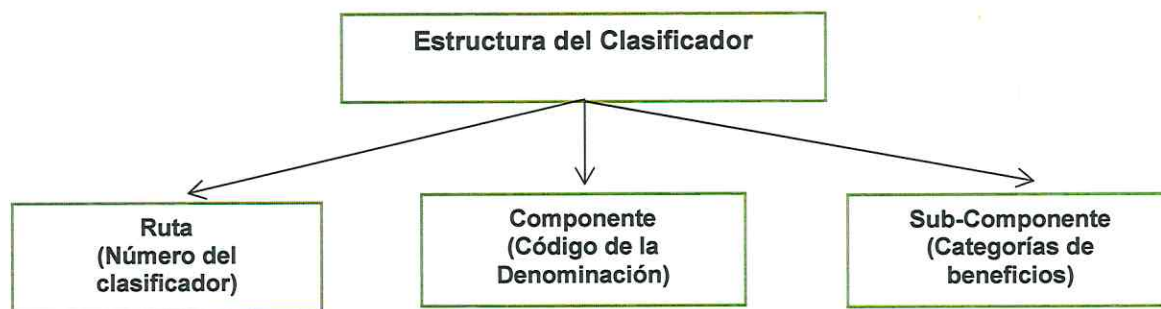 Estructura del Clasificador
Ruta
(Número del
clasificador)
Componente
(Código de la
Denominación)
Sub-Componente
(Categorías de
beneficios)